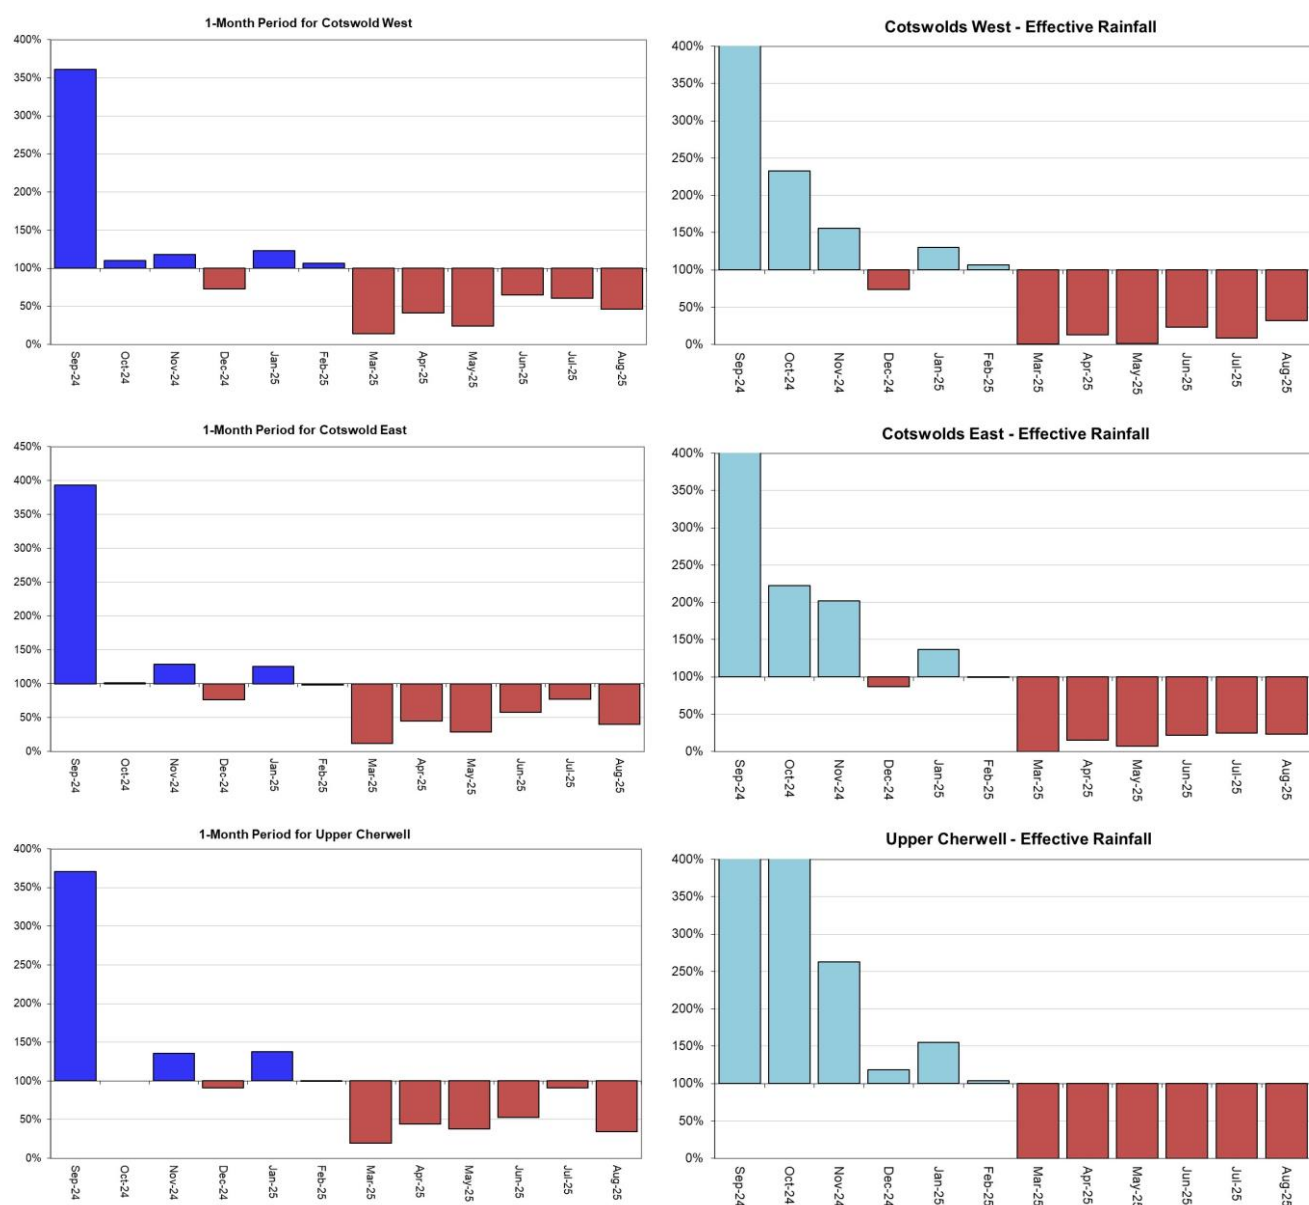 1-Month Period for Cotswold West
400%
350%
300%
250%
200%
150%
100%
50%
0%
Sep-24
Oct-24
Nov-24
Dec-24
Jan-25
Feb-25
Mar-25
Apr-25
May-25
Jun-25
Jul-25
Aug-25
Cotswolds West - Effective Rainfall
400%
350%
300%
250%
200%
150%
100%
50%
0%
Sep-24
Oct-24
Nov-24
Dec-24
Jan-25
Feb-25
Mar-25
Apr-25
May-25
Jun-25
Jul-25
Aug-25
1-Month Period for Cotswold East
450%
400%
350%
300%
250%
200%
150%
100%
50%
0%
Sep-24
Oct-24
Nov-24
Dec-24
Jan-25
Feb-25
Mar-25
Apr-25
May-25
Jun-25
Jul-25
Aug-25
Cotswolds East - Effective Rainfall
400%
350%
300%
250%
200%
150%
100%
50%
0%
Sep-24
Oct-24
Nov-24
Dec-24
Jan-25
Feb-25
Mar-25
Apr-25
May-25
Jun-25
Jul-25
Aug-25
1-Month Period for Upper Cherwell
400%
350%
300%
250%
200%
150%
100%
50%
0%
Sep-24
Oct-24
Nov-24
Dec-24
Jan-25
Feb-25
Mar-25
Apr-25
May-25
Jun-25
Jul-25
Aug-25
Upper Cherwell - Effective Rainfall
400%
350%
300%
250%
200%
150%
100%
50%
0%
Sep-24
Oct-24
Nov-24
Dec-24
Jan-25
Feb-25
Mar-25
Apr-25
May-25
Jun-25
Jul-25
Aug-25